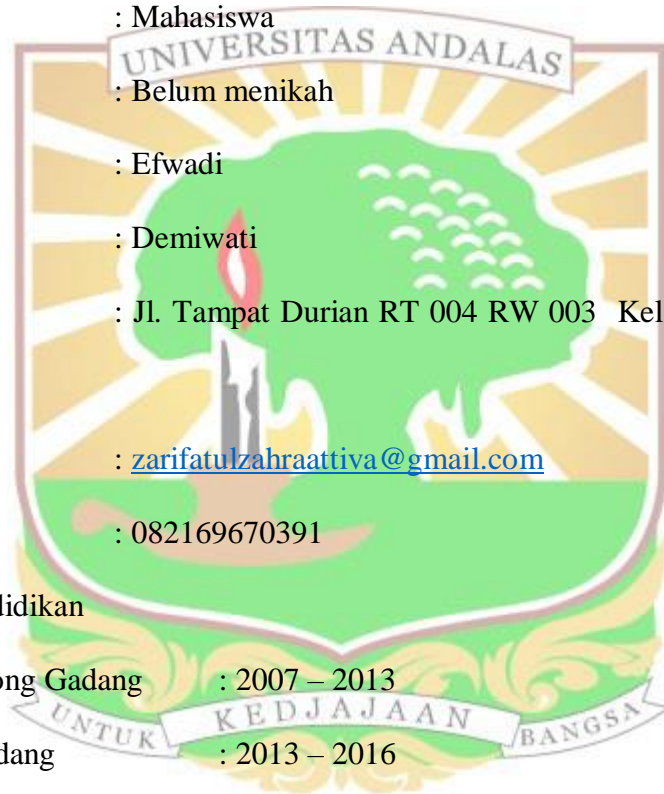 : Mahasiswa
UNIVERSITAS ANDALAS
: Belum menikah
: Efwadi
: Demiwati
: Jl. Tampat Durian RT 004 RW 003 Kel
: zarifatulzahraattiva@gmail.com
: 082169670391
didikan
ong Gadang : 2007 – 2013
UNTUK KEDJAJAAN BANGSA
dang : 2013 – 2016